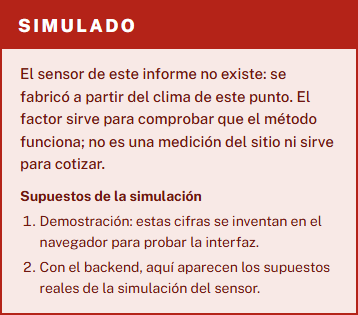 SIMULADO
El sensor de este informe no existe: se
fabricó a partir del clima de este punto. El
factor sirve para comprobar que el método
funciona; no es una medición del sitio ni sirve
para cotizar.
Supuestos de la simulación
1. Demostración: estas cifras se inventan en el
navegador para probar la interfaz.
2. Con el backend, aquí aparecen los supuestos
reales de la simulación del sensor.